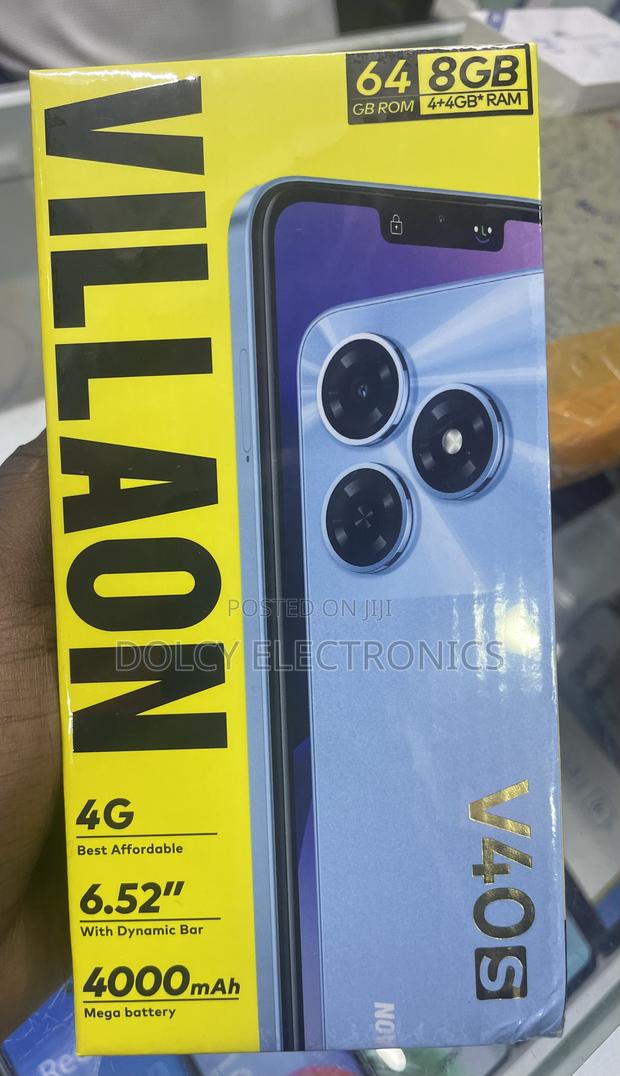 64
GB ROM
8GB
4+4GB* RAM
VILLAON
POSTED ON JIJI
DOLCY ELECTRONICS
V40S
4G
Best Affordable
6.52”
With Dynamic Bar
4000mAh
Mega battery